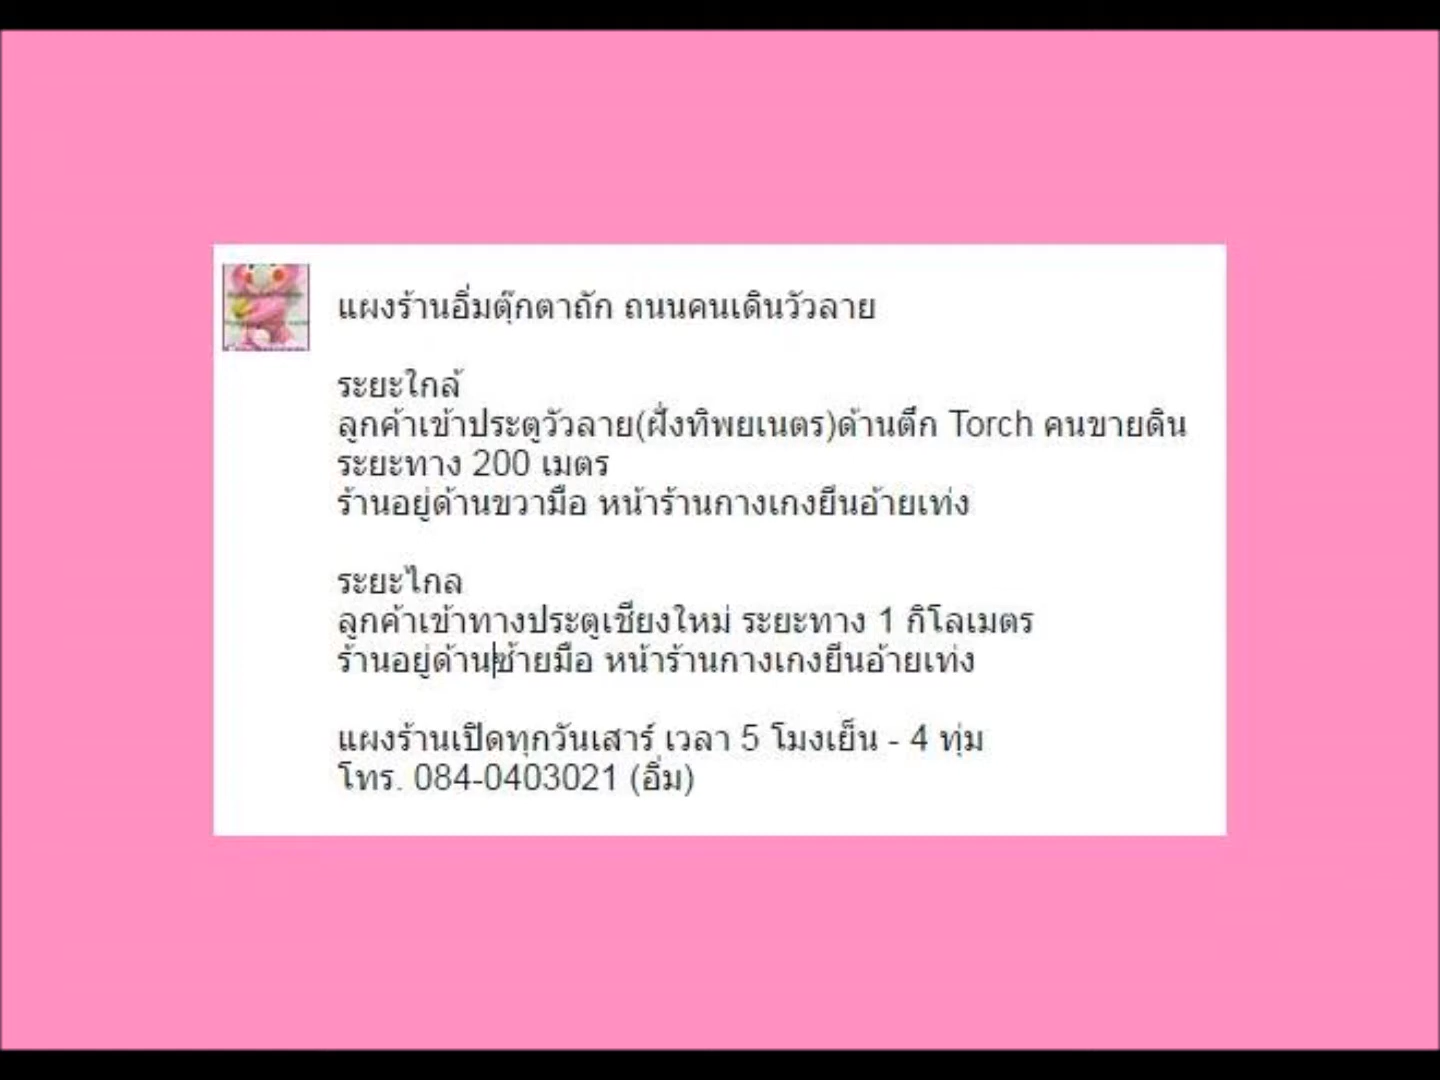 แผงร้านอิ่มตุ๊กตาถัก ถนนคนเดินวัวลาย
ระยะใกล้
ลูกค้าเข้าประตูวัวลาย(ฝั่งทิพยเนตร)ด้านตึก Torch คนขายดิน
ระยะทาง 200 เมตร
ร้านอยู่ด้านขวามือ หน้าร้านกางเกงยีนอ้ายเท่ง
ระยะไกล
ลูกค้าเข้าทางประตูเชียงใหม่ ระยะทาง 1 กิโลเมตร
ร้านอยู่ด้านซ้ายมือ หน้าร้านกางเกงยีนอ้ายเท่ง
แผงร้านเปิดทุกวันเสาร์ เวลา 5 โมงเย็น - 4 ทุ่ม
โทร. 084-0403021 (อิ่ม)